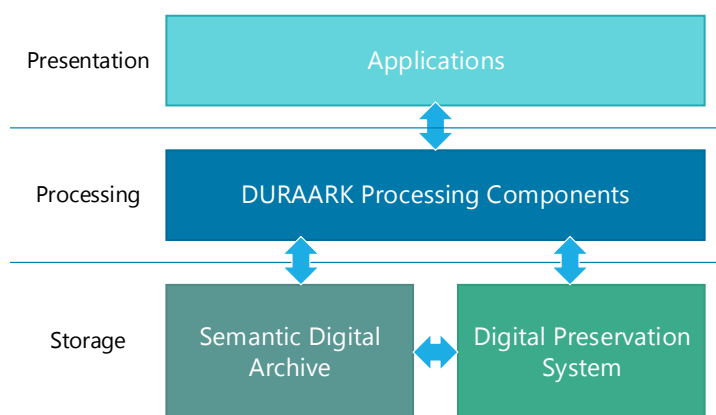 Presentation
Applications
Processing
DURAARK Processing Components
Storage
Semantic Digital
Archive
Digital Preservation
System